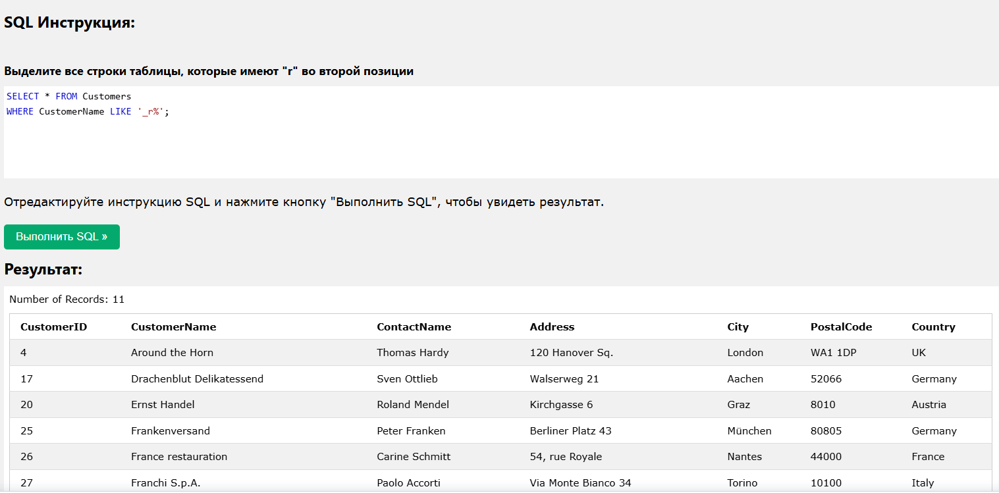 SQL Инструкция:
Выделите все строки таблицы, которые имеют "r" во второй позиции
SELECT * FROM Customers
WHERE CustomerName LIKE '_r%';
Отредактируйте инструкцию SQL и нажмите кнопку "Выполнить SQL", чтобы увидеть результат.
Выполнить SQL »
Результат:
Number of Records: 11
CustomerID CustomerName ContactName Address City PostalCode Country
4 Around the Horn Thomas Hardy 120 Hanover Sq. London WA1 1DP UK
17 Drachenblut Delikatessend Sven Ottlieb Walserweg 21 Aachen 52066 Germany
20 Ernst Handel Roland Mendel Kirchgasse 6 Graz 8010 Austria
25 Frankenversand Peter Franken Berliner Platz 43 München 80805 Germany
26 France restauration Carine Schmitt 54, rue Royale Nantes 44000 France
27 Franchi S.p.A. Paolo Accorti Via Monte Bianco 34 Torino 10100 Italy